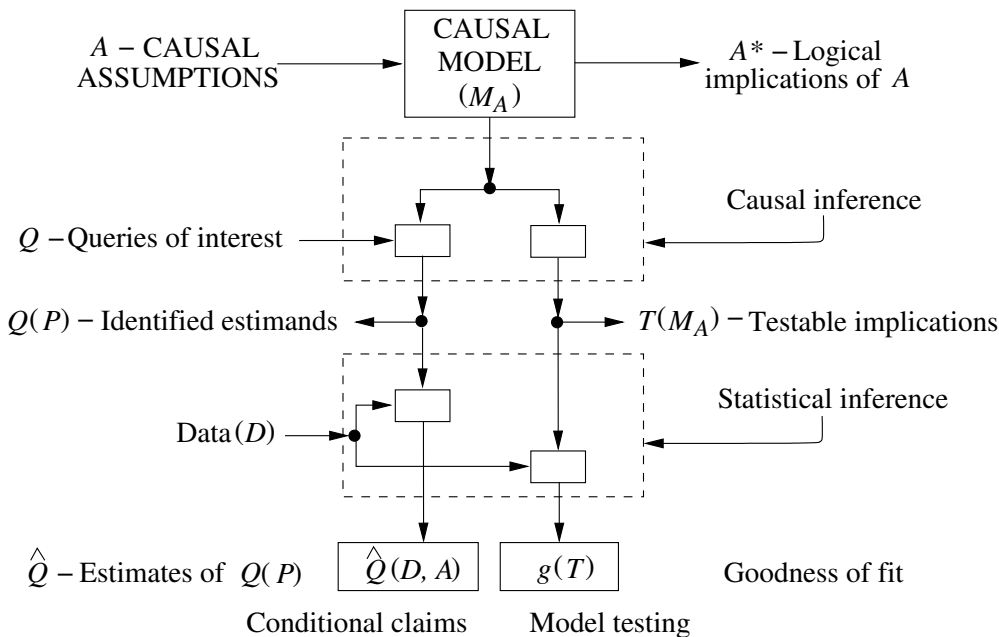 A – CAUSAL
ASSUMPTIONS
CAUSAL
MODEL
(M_A)
A* – Logical
implications of A
Causal inference
Q – Queries of interest
Q(P) – Identified estimands
T(M_A) – Testable implications
Statistical inference
Data (D)
Q̂ – Estimates of Q(P)
Q̂(D, A)
g(T)
Goodness of fit
Conditional claims
Model testing